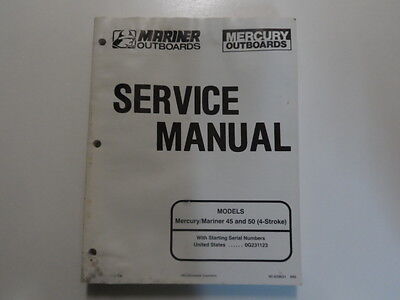 MARINER
OUTBOARDS
MERCURY
OUTBOARDS
SERVICE
MANUAL
MODELS
Mercury/Mariner 45 and 50 (4-Stroke)
With Starting Serial Numbers
United States ...... 0G231123